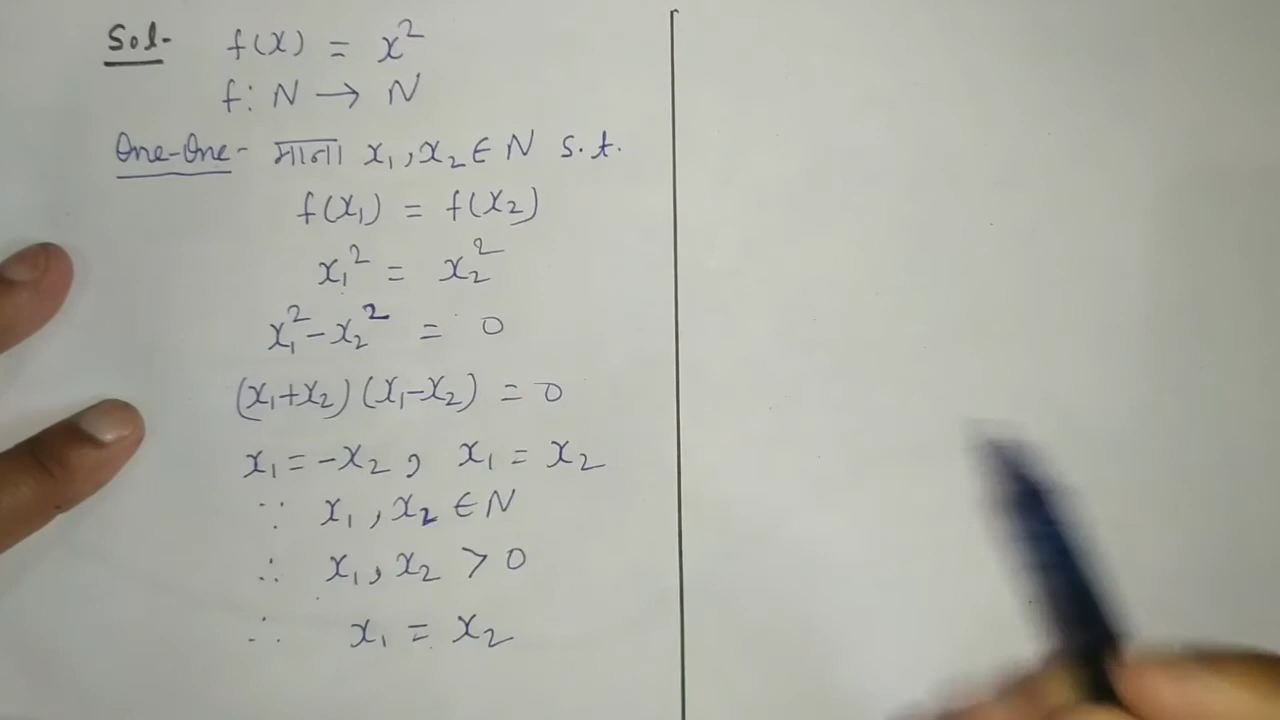 Sol- f(x) = x²
f: N → N
One-One- माना x₁, x₂ ∈ N s.t.
f(x₁) = f(x₂)
x₁² = x₂²
x₁² - x₂² = 0
(x₁+x₂) (x₁-x₂) = 0
x₁ = -x₂, x₁ = x₂
∵ x₁, x₂ ∈ N
∴ x₁, x₂ > 0
∴ x₁ = x₂